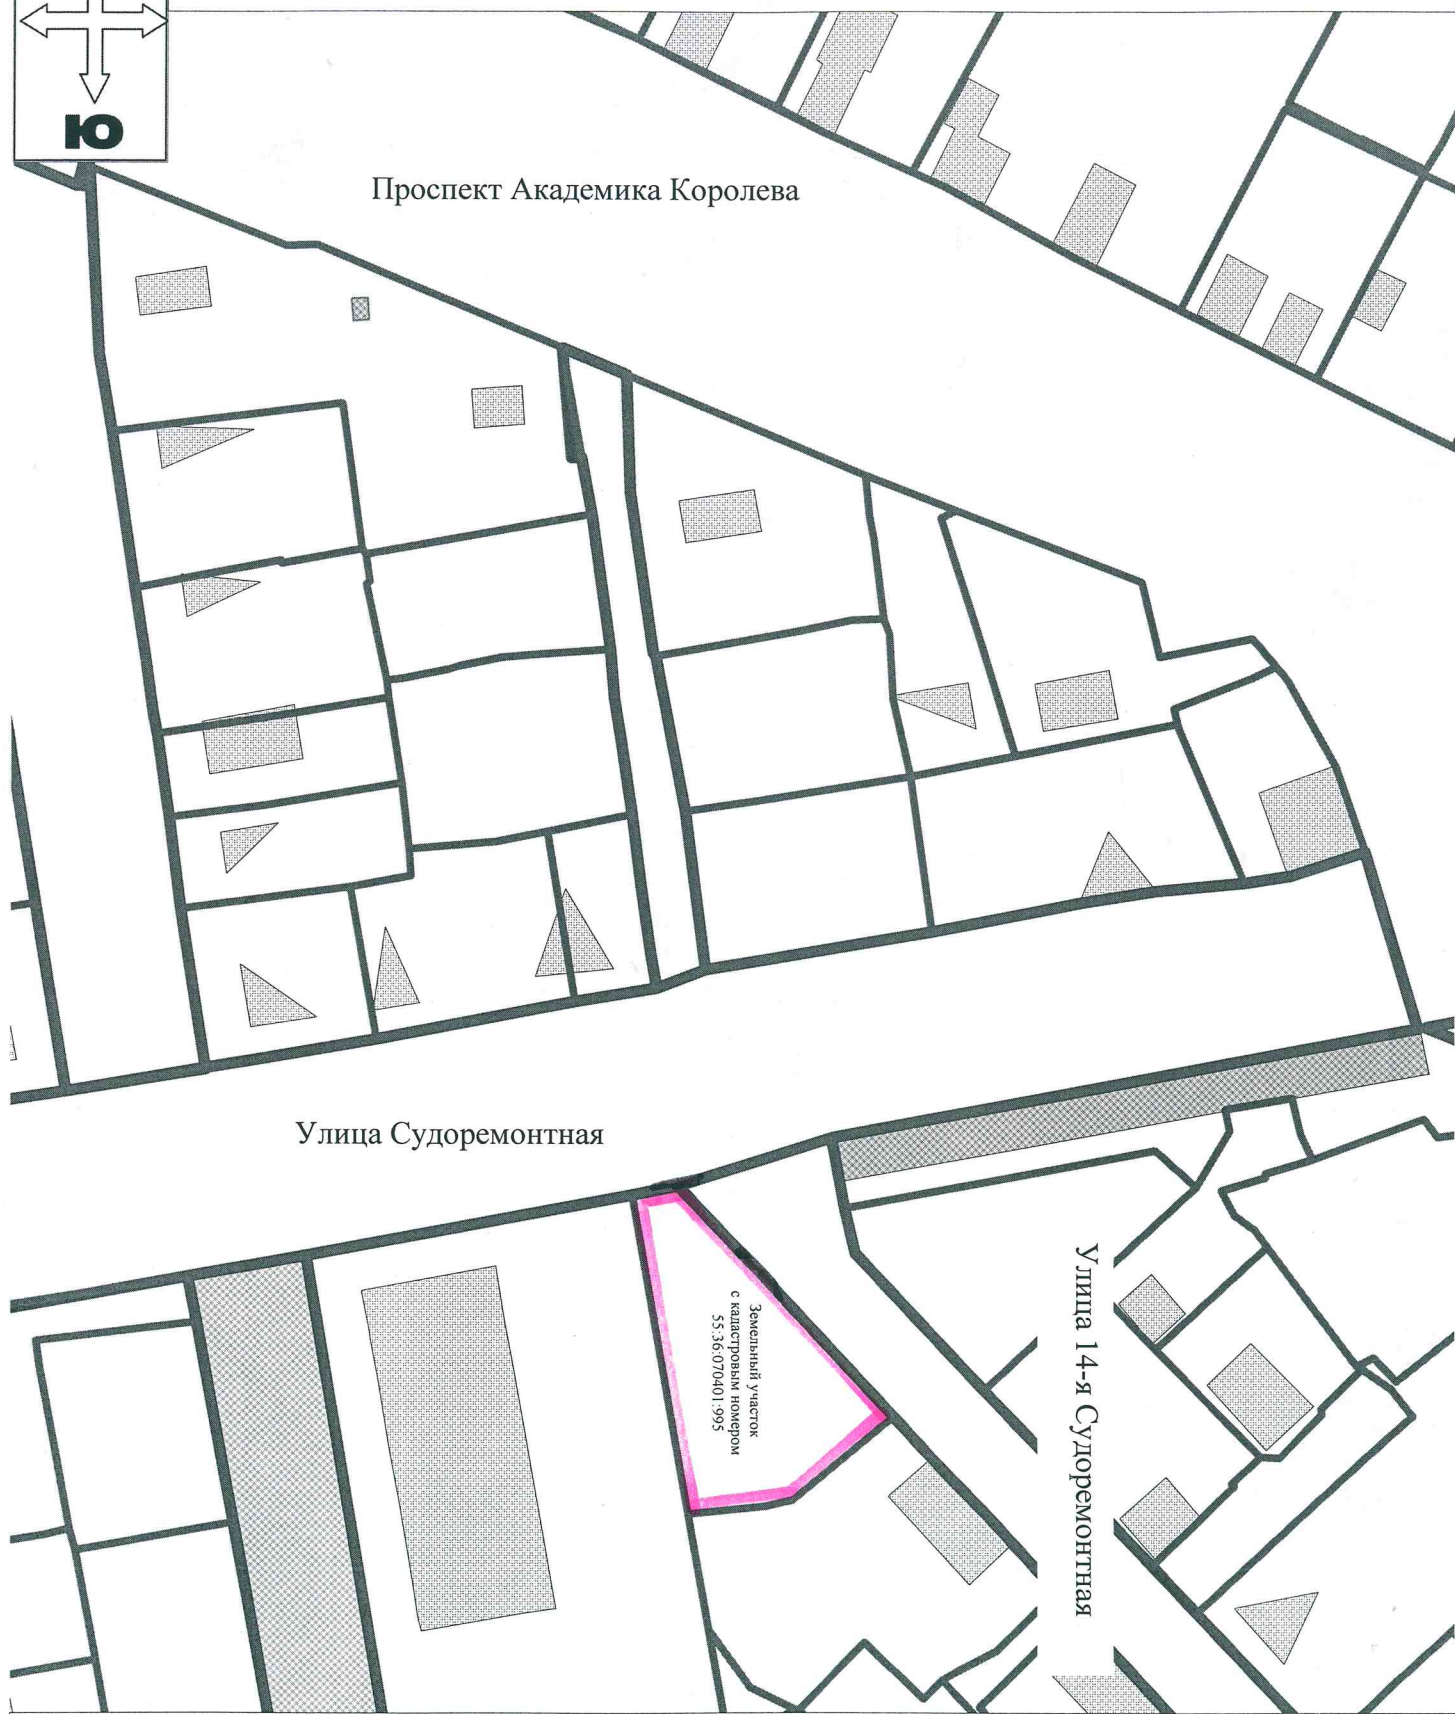 Ю
Проспект Академика Королева
Улица Судоремонтная
Земельный участок
с кадастровым номером
55:36:070401:995
Улица 14-я Судоремонтная